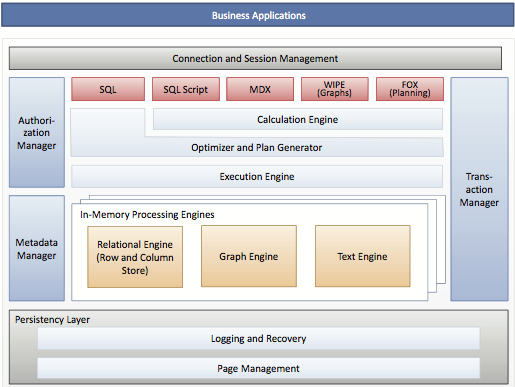 Business Applications
Connection and Session Management
Authori-
zation
Manager
SQL
SQL Script
MDX
WIPE
(Graphs)
FOX
(Planning)
Calculation Engine
Optimizer and Plan Generator
Execution Engine
Trans-
action
Manager
Metadata
Manager
In-Memory Processing Engines
Relational Engine
(Row and Column
Store)
Graph Engine
Text Engine
Persistency Layer
Logging and Recovery
Page Management